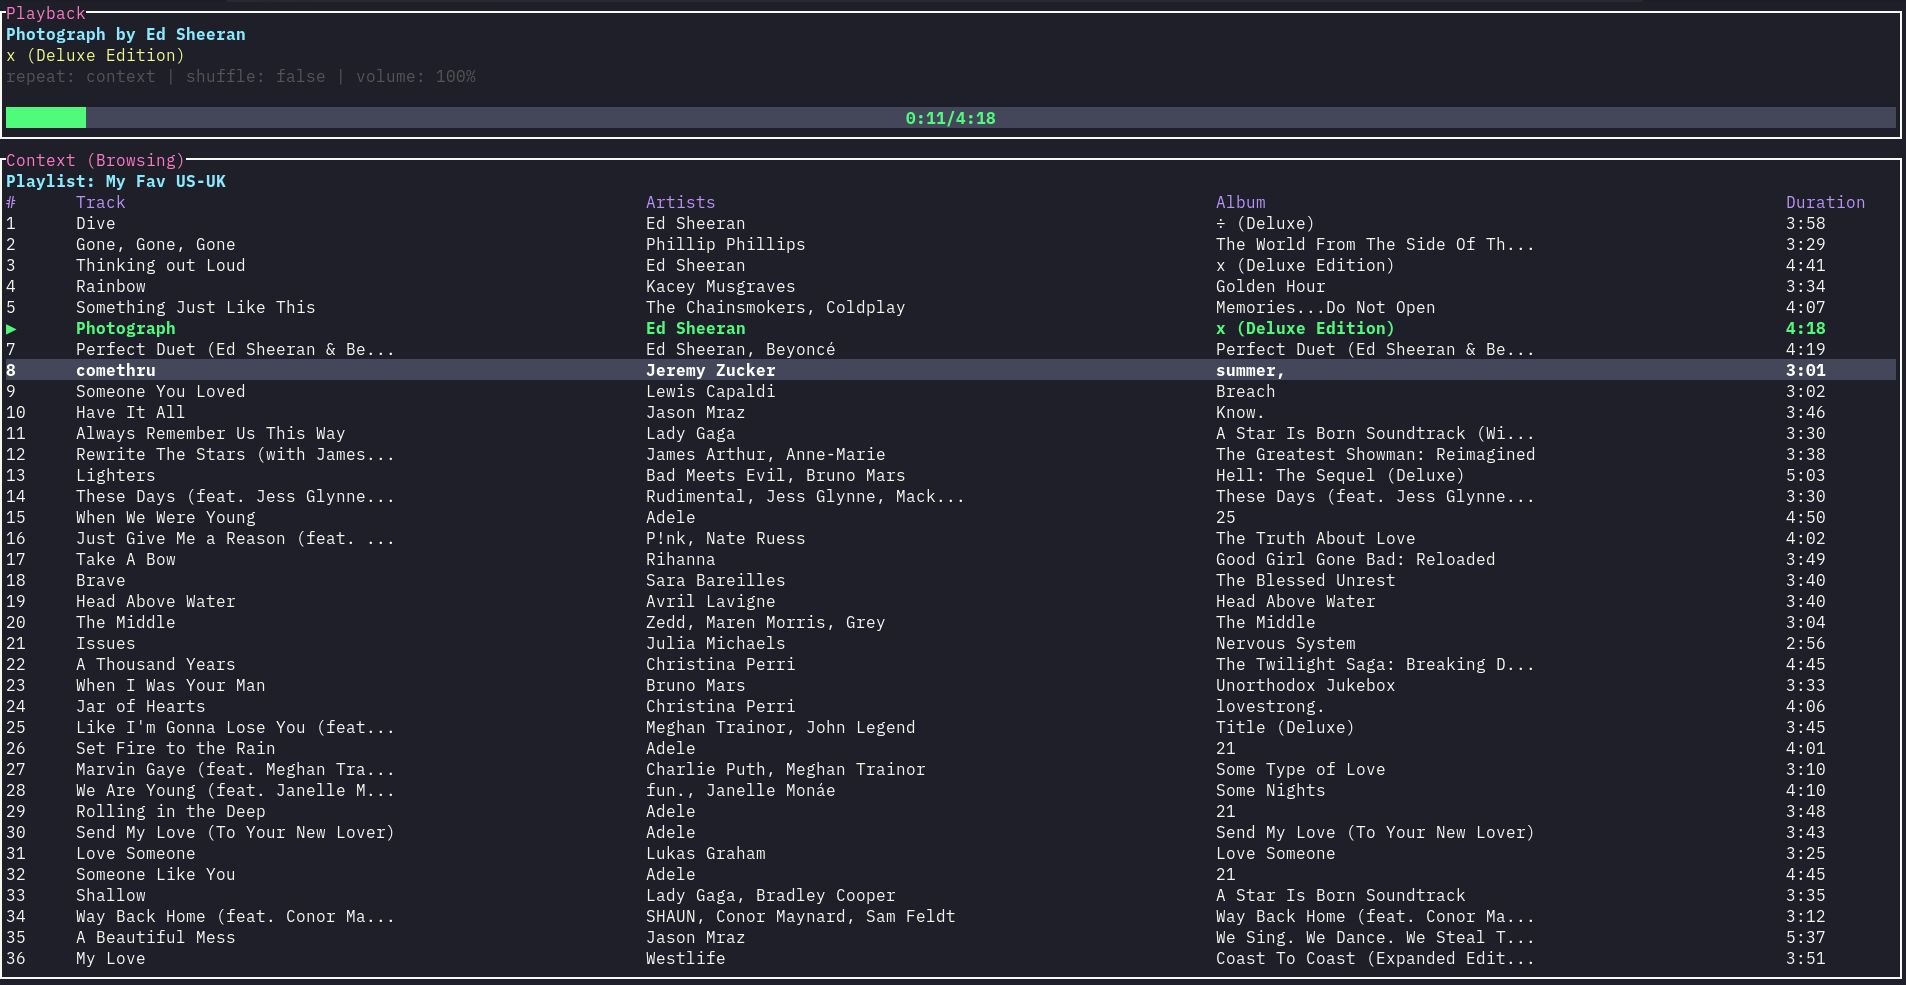 Playback
Photograph by Ed Sheeran
x (Deluxe Edition)
repeat: context | shuffle: false | volume: 100%
0:11/4:18
Context (Browsing)
Playlist: My Fav US-UK
# Track Artists Album Duration
1 Dive Ed Sheeran ÷ (Deluxe) 3:58
2 Gone, Gone, Gone Phillip Phillips The World From The Side Of Th... 3:29
3 Thinking out Loud Ed Sheeran x (Deluxe Edition) 4:41
4 Rainbow Kacey Musgraves Golden Hour 3:34
5 Something Just Like This The Chainsmokers, Coldplay Memories...Do Not Open 4:07
▶ Photograph Ed Sheeran x (Deluxe Edition) 4:18
7 Perfect Duet (Ed Sheeran & Be... Ed Sheeran, Beyoncé Perfect Duet (Ed Sheeran & Be... 4:19
8 comethru Jeremy Zucker summer, 3:01
9 Someone You Loved Lewis Capaldi Breach 3:02
10 Have It All Jason Mraz Know. 3:46
11 Always Remember Us This Way Lady Gaga A Star Is Born Soundtrack (Wi... 3:30
12 Rewrite The Stars (with James... James Arthur, Anne-Marie The Greatest Showman: Reimagined 3:38
13 Lighters Bad Meets Evil, Bruno Mars Hell: The Sequel (Deluxe) 5:03
14 These Days (feat. Jess Glynne... Rudimental, Jess Glynne, Mack... These Days (feat. Jess Glynne... 3:30
15 When We Were Young Adele 25 4:50
16 Just Give Me a Reason (feat. ... P!nk, Nate Ruess The Truth About Love 4:02
17 Take A Bow Rihanna Good Girl Gone Bad: Reloaded 3:49
18 Brave Sara Bareilles The Blessed Unrest 3:40
19 Head Above Water Avril Lavigne Head Above Water 3:40
20 The Middle Zedd, Maren Morris, Grey The Middle 3:04
21 Issues Julia Michaels Nervous System 2:56
22 A Thousand Years Christina Perri The Twilight Saga: Breaking D... 4:45
23 When I Was Your Man Bruno Mars Unorthodox Jukebox 3:33
24 Jar of Hearts Christina Perri lovestrong. 4:06
25 Like I'm Gonna Lose You (feat... Meghan Trainor, John Legend Title (Deluxe) 3:45
26 Set Fire to the Rain Adele 21 4:01
27 Marvin Gaye (feat. Meghan Tra... Charlie Puth, Meghan Trainor Some Type of Love 3:10
28 We Are Young (feat. Janelle M... fun., Janelle Monáe Some Nights 4:10
29 Rolling in the Deep Adele 21 3:48
30 Send My Love (To Your New Lover) Adele Send My Love (To Your New Lover) 3:43
31 Love Someone Lukas Graham Love Someone 3:25
32 Someone Like You Adele 21 4:45
33 Shallow Lady Gaga, Bradley Cooper A Star Is Born Soundtrack 3:35
34 Way Back Home (feat. Conor Ma... SHAUN, Conor Maynard, Sam Feldt Way Back Home (feat. Conor Ma... 3:12
35 A Beautiful Mess Jason Mraz We Sing. We Dance. We Steal T... 5:37
36 My Love Westlife Coast To Coast (Expanded Edit... 3:51